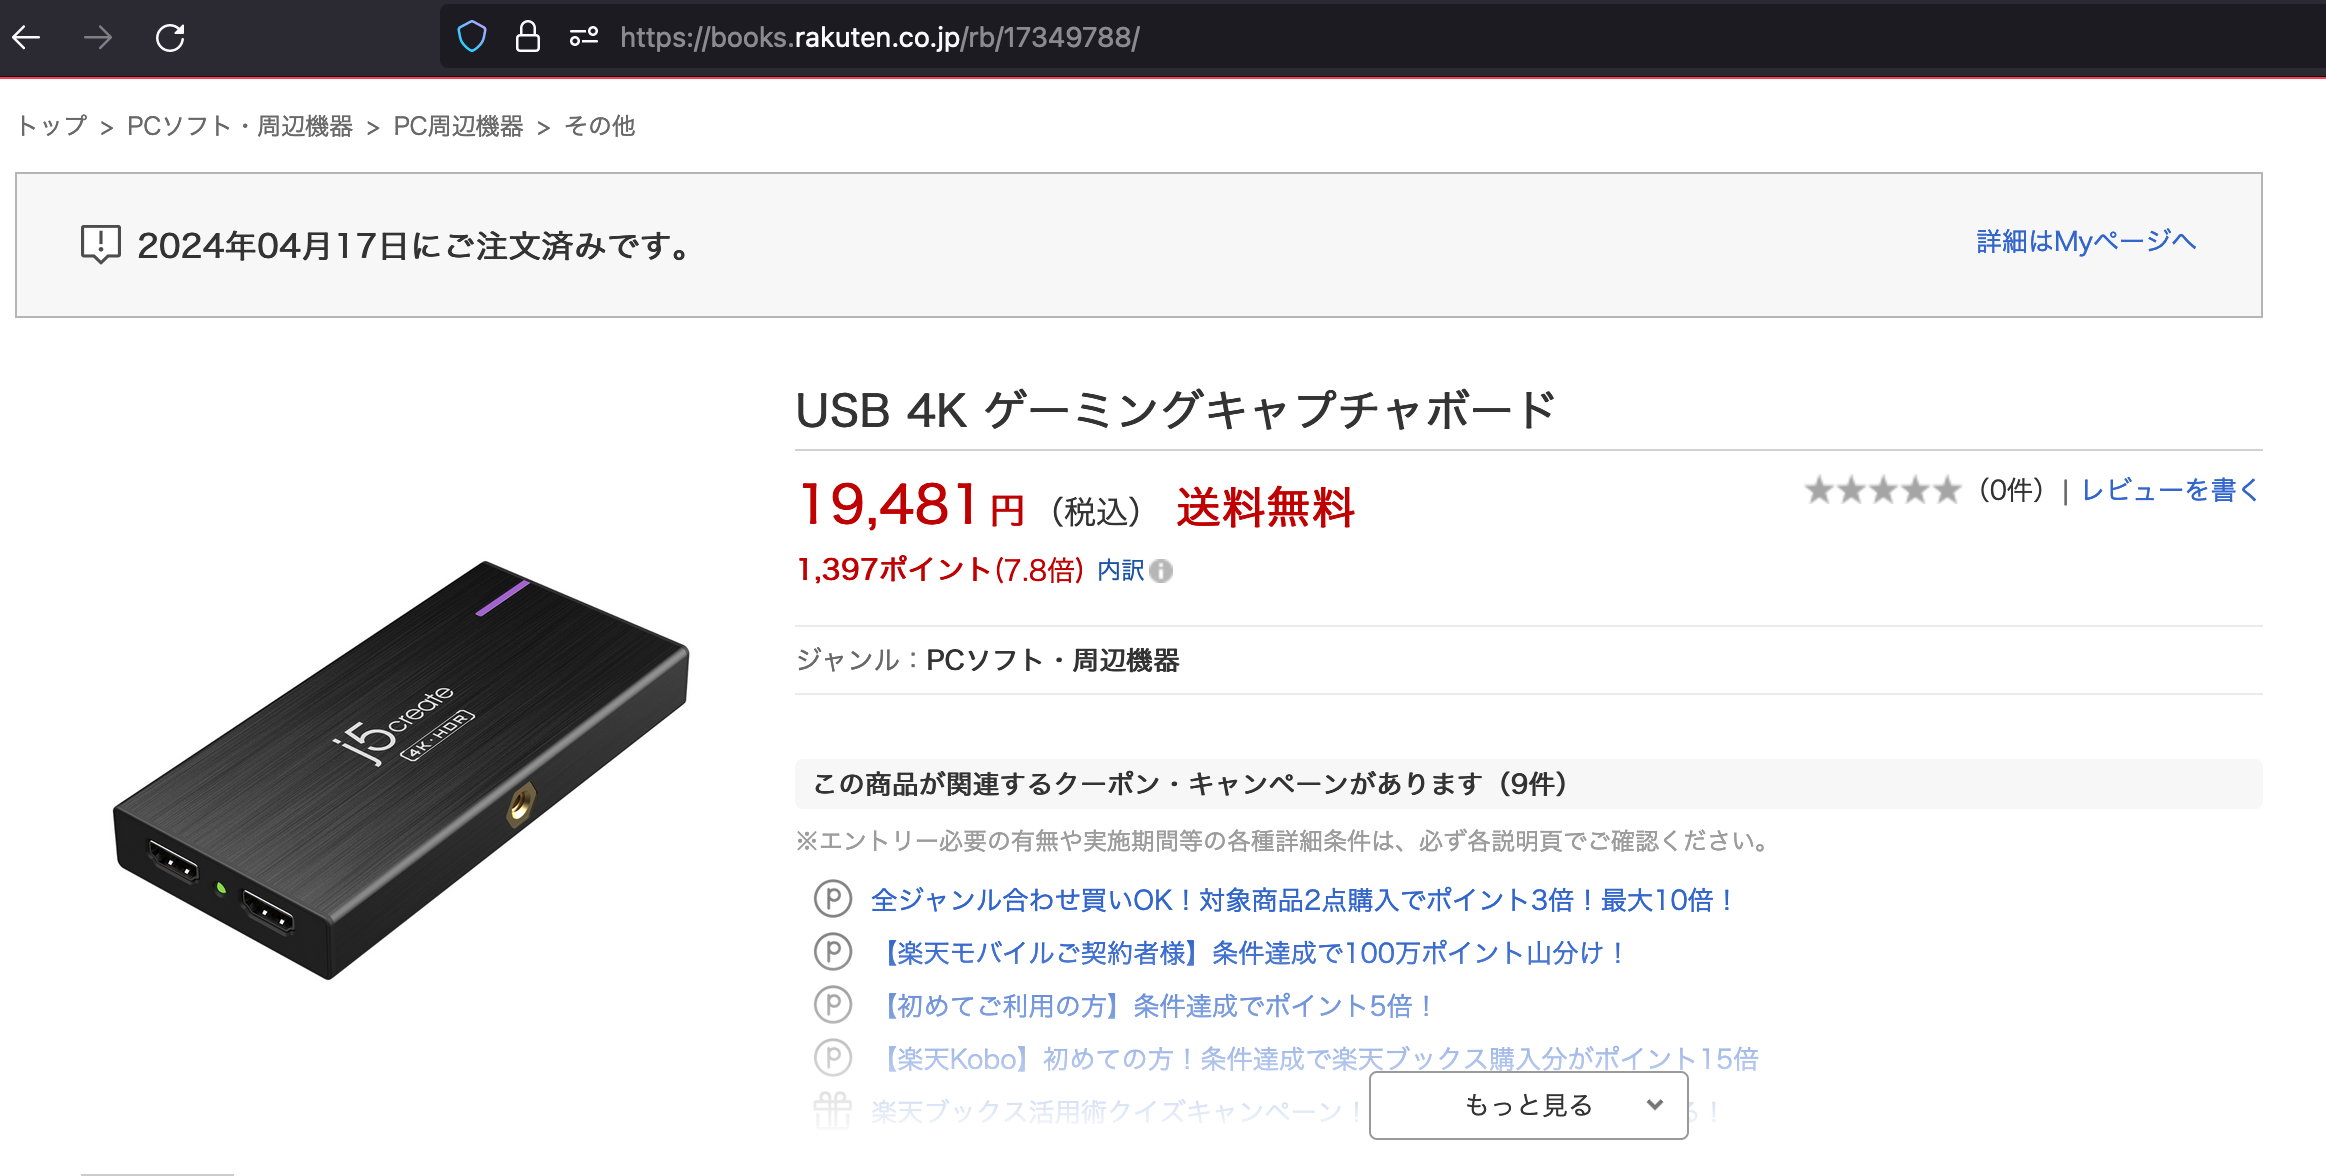 https://books.rakuten.co.jp/rb/17349788/
トップ > PCソフト・周辺機器 > PC周辺機器 > その他
2024年04月17日にご注文済みです。
詳細はMyページへ
USB 4K ゲーミングキャプチャボード
19,481円（税込） 送料無料
（0件） | レビューを書く
1,397ポイント(7.8倍) 内訳
ジャンル：PCソフト・周辺機器
j5create
4K·HDR
この商品が関連するクーポン・キャンペーンがあります（9件）
※エントリー必要の有無や実施期間等の各種詳細条件は、必ず各説明頁でご確認ください。
全ジャンル合わせ買いOK！対象商品2点購入でポイント3倍！最大10倍！
【楽天モバイルご契約者様】条件達成で100万ポイント山分け！
【初めてご利用の方】条件達成でポイント5倍！
【楽天Kobo】初めての方！条件達成で楽天ブックス購入分がポイント15倍
楽天ブックス活用術クイズキャンペーン！
もっと見る